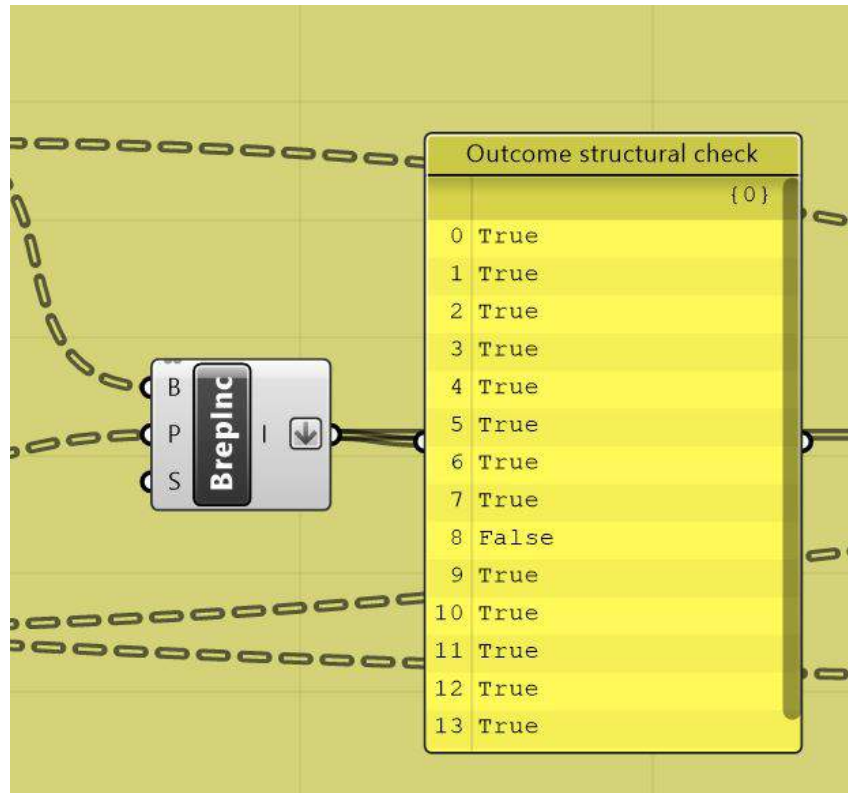 Outcome structural check
{0}
0 True
1 True
2 True
3 True
4 True
5 True
6 True
7 True
8 False
9 True
10 True
11 True
12 True
13 True
B
P
S
BrepInc
I